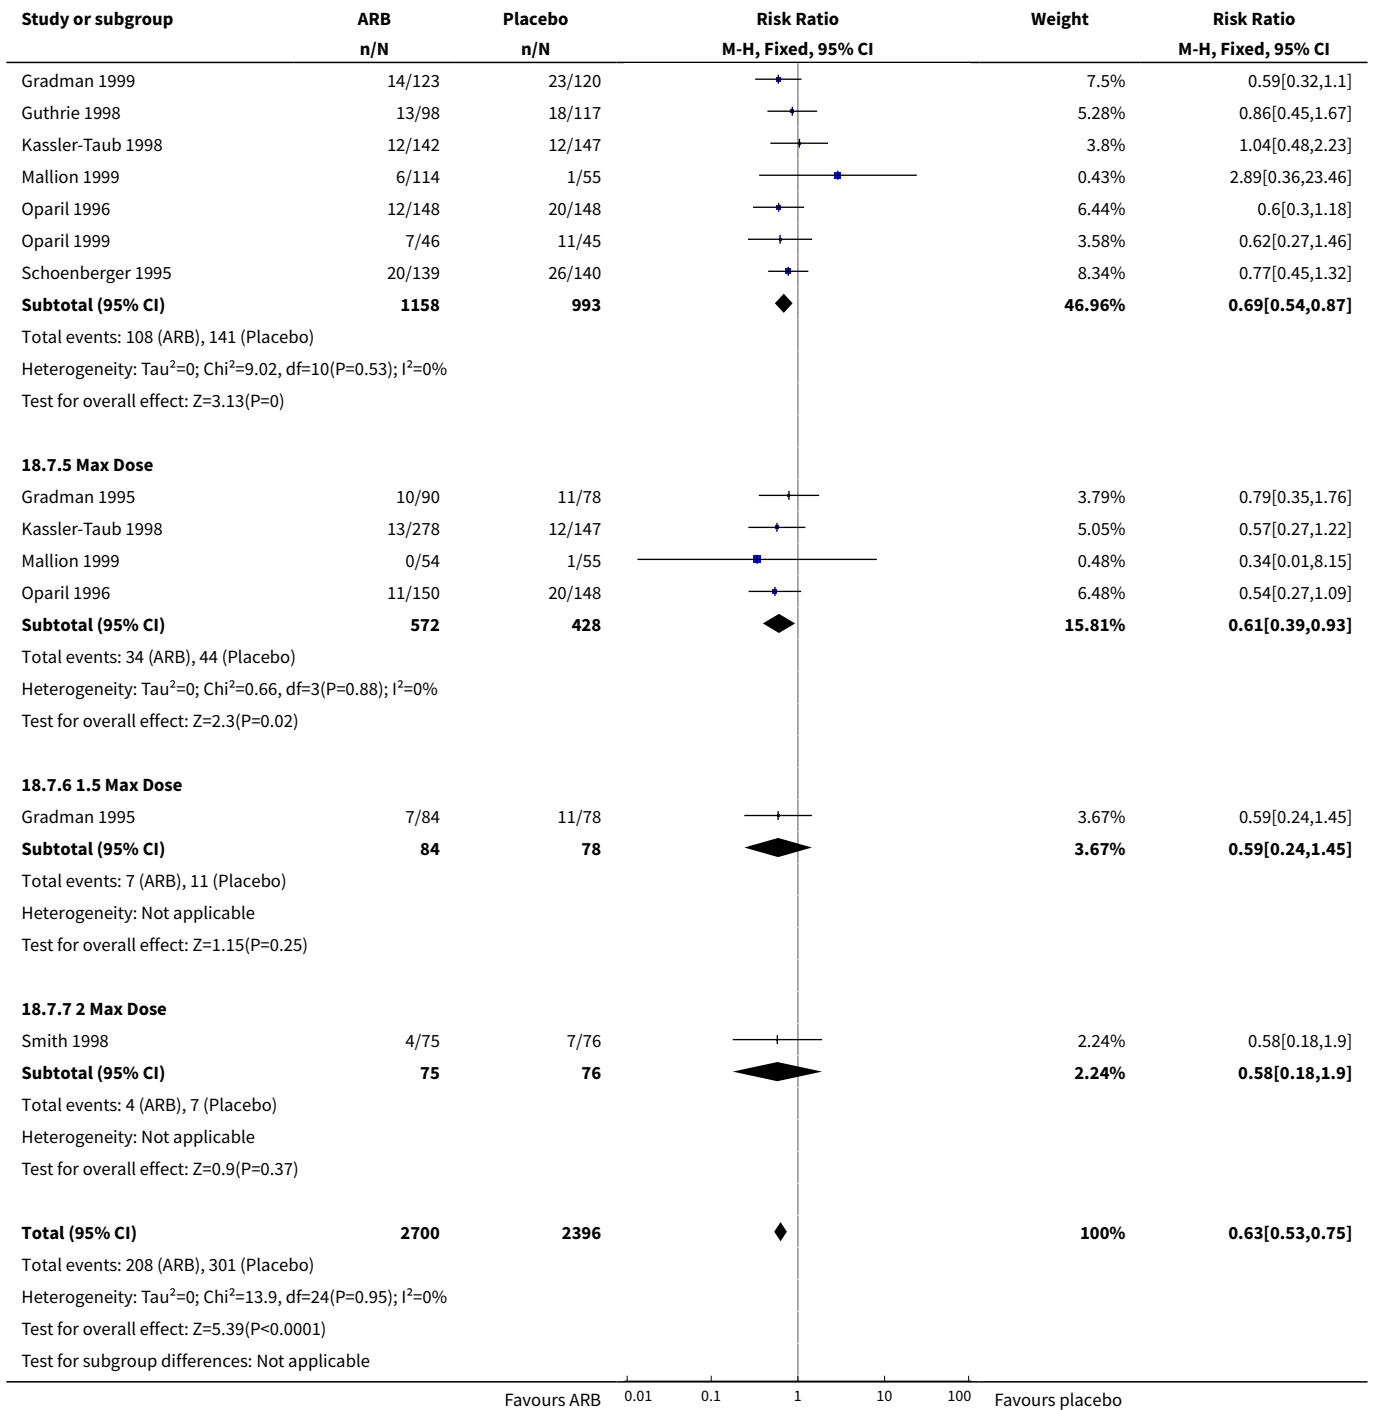 Study or subgroup ARB Placebo Risk Ratio Weight Risk Ratio
n/N n/N M-H, Fixed, 95% CI M-H, Fixed, 95% CI
Gradman 1999 14/123 23/120 7.5% 0.59[0.32,1.1]
Guthrie 1998 13/98 18/117 5.28% 0.86[0.45,1.67]
Kassler-Taub 1998 12/142 12/147 3.8% 1.04[0.48,2.23]
Mallion 1999 6/114 1/55 0.43% 2.89[0.36,23.46]
Oparil 1996 12/148 20/148 6.44% 0.6[0.3,1.18]
Oparil 1999 7/46 11/45 3.58% 0.62[0.27,1.46]
Schoenberger 1995 20/139 26/140 8.34% 0.77[0.45,1.32]
Subtotal (95% CI) 1158 993 46.96% 0.69[0.54,0.87]
Total events: 108 (ARB), 141 (Placebo)
Heterogeneity: Tau²=0; Chi²=9.02, df=10(P=0.53); I²=0%
Test for overall effect: Z=3.13(P=0)
18.7.5 Max Dose
Gradman 1995 10/90 11/78 3.79% 0.79[0.35,1.76]
Kassler-Taub 1998 13/278 12/147 5.05% 0.57[0.27,1.22]
Mallion 1999 0/54 1/55 0.48% 0.34[0.01,8.15]
Oparil 1996 11/150 20/148 6.48% 0.54[0.27,1.09]
Subtotal (95% CI) 572 428 15.81% 0.61[0.39,0.93]
Total events: 34 (ARB), 44 (Placebo)
Heterogeneity: Tau²=0; Chi²=0.66, df=3(P=0.88); I²=0%
Test for overall effect: Z=2.3(P=0.02)
18.7.6 1.5 Max Dose
Gradman 1995 7/84 11/78 3.67% 0.59[0.24,1.45]
Subtotal (95% CI) 84 78 3.67% 0.59[0.24,1.45]
Total events: 7 (ARB), 11 (Placebo)
Heterogeneity: Not applicable
Test for overall effect: Z=1.15(P=0.25)
18.7.7 2 Max Dose
Smith 1998 4/75 7/76 2.24% 0.58[0.18,1.9]
Subtotal (95% CI) 75 76 2.24% 0.58[0.18,1.9]
Total events: 4 (ARB), 7 (Placebo)
Heterogeneity: Not applicable
Test for overall effect: Z=0.9(P=0.37)
Total (95% CI) 2700 2396 100% 0.63[0.53,0.75]
Total events: 208 (ARB), 301 (Placebo)
Heterogeneity: Tau²=0; Chi²=13.9, df=24(P=0.95); I²=0%
Test for overall effect: Z=5.39(P<0.0001)
Test for subgroup differences: Not applicable
Favours ARB 0.01 0.1 1 10 100 Favours placebo